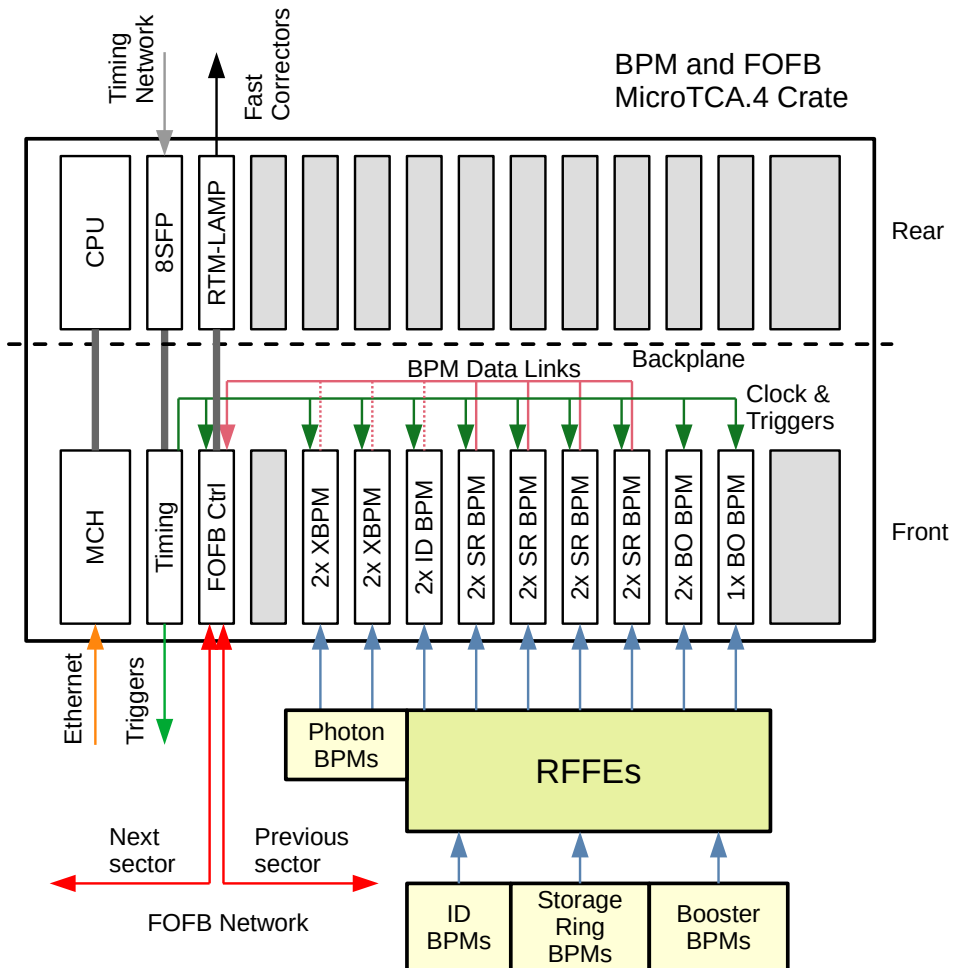 Timing
Network
Fast
Correctors
BPM and FOFB
MicroTCA.4 Crate
CPU
8SFP
RTM-LAMP
Rear
Backplane
BPM Data Links
Clock &
Triggers
MCH
Timing
FOFB Ctrl
2x XBPM
2x XBPM
2x ID BPM
2x SR BPM
2x SR BPM
2x SR BPM
2x SR BPM
2x BO BPM
1x BO BPM
Front
Ethernet
Triggers
Photon
BPMs
RFFEs
Next
sector
Previous
sector
FOFB Network
ID
BPMs
Storage
Ring
BPMs
Booster
BPMs